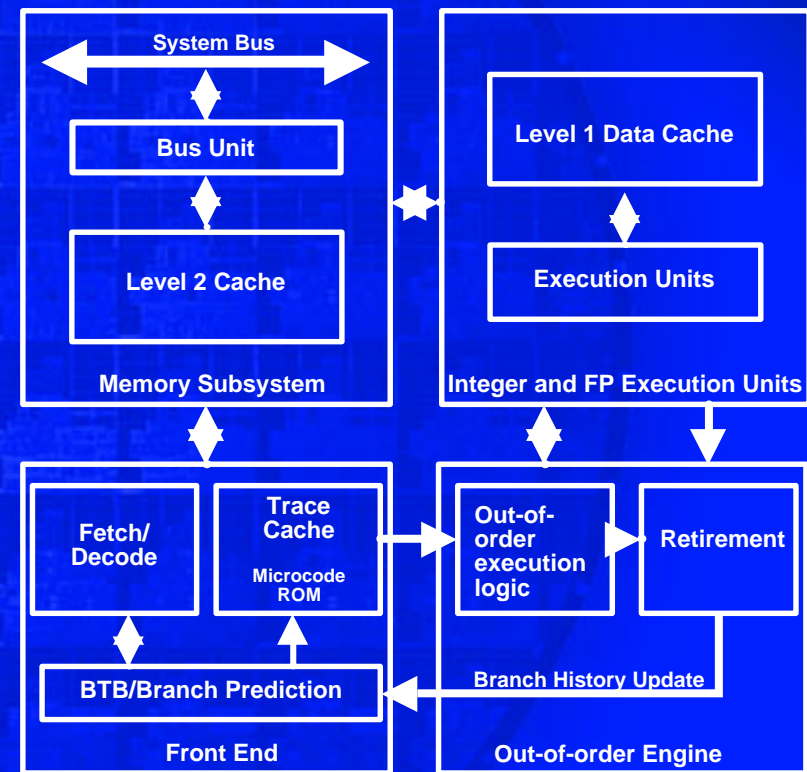 System Bus
Bus Unit
Level 2 Cache
Memory Subsystem
Level 1 Data Cache
Execution Units
Integer and FP Execution Units
Fetch/
Decode
Trace
Cache
Microcode
ROM
BTB/Branch Prediction
Front End
Out-of-
order
execution
logic
Retirement
Branch History Update
Out-of-order Engine